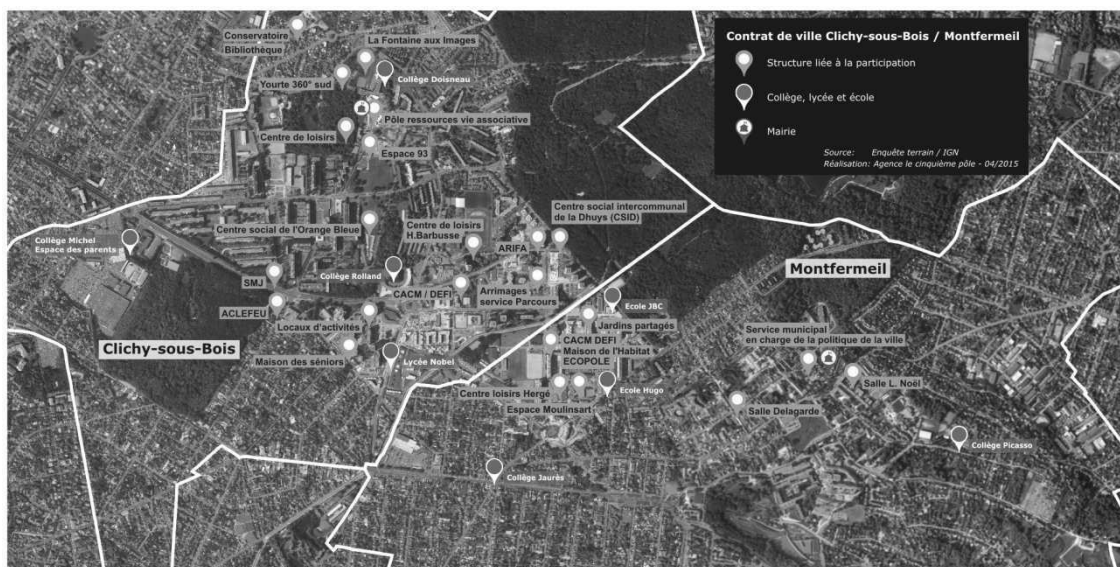 Contrat de ville Clichy-sous-Bois / Montfermeil
Structure liée à la participation
Collège, lycée et école
Mairie
Source: Enquête terrain / IGN
Réalisation: Agence le cinquième pôle - 04/2015
Conservatoire
Bibliothèque
La Fontaine aux Images
Collège Doisneau
Yourte 360° sud
Pôle ressources vie associative
Centre de loisirs
Espace 93
Centre social intercommunal
de la Dhuys (CSID)
Centre social de l'Orange Bleue
Centre de loisirs
H.Barbusse
ARIFA
Collège Michel
Espace des parents
Montfermeil
SMJ
Collège Rolland
CACM / DEFI
Arrimages
service Parcours
Ecole JBC
ACLEFEU
Locaux d'activités
Jardins partagés
Clichy-sous-Bois
Maison des séniors
Lycée Nobel
CACM DEFI
Maison de l'Habitat
ECOPOLE
Service municipal
en charge de la politique de la ville
Salle L. Noël
Centre loisirs Hergé
Ecole Hugo
Espace Moulinsart
Salle Delagarde
Collège Picasso
Collège Jaurès